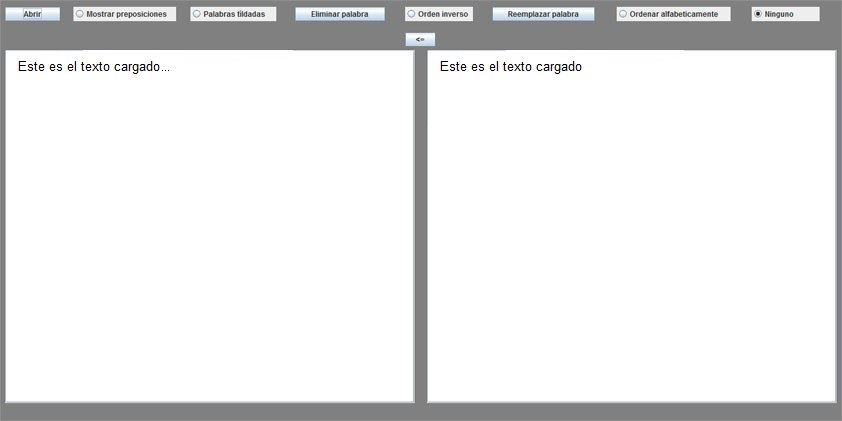 Abrir Mostrar preposiciones Palabras tildadas Eliminar palabra Orden inverso Reemplazar palabra Ordenar alfabeticamente Ninguno
<=
Este es el texto cargado...
Este es el texto cargado